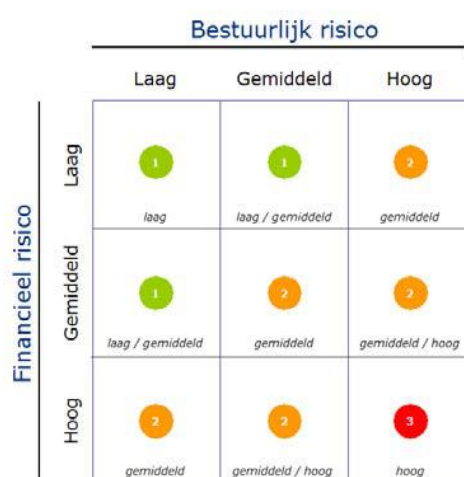 Bestuurlijk risico
Laag Gemiddeld Hoog
Financieel risico
Laag
1 1 2
laag laag / gemiddeld gemiddeld
Gemiddeld
1 2 2
laag / gemiddeld gemiddeld gemiddeld / hoog
Hoog
2 2 3
gemiddeld gemiddeld / hoog hoog